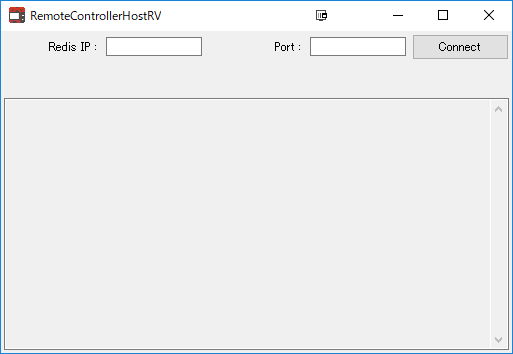 RemoteControllerHostRV
Redis IP : Port : Connect